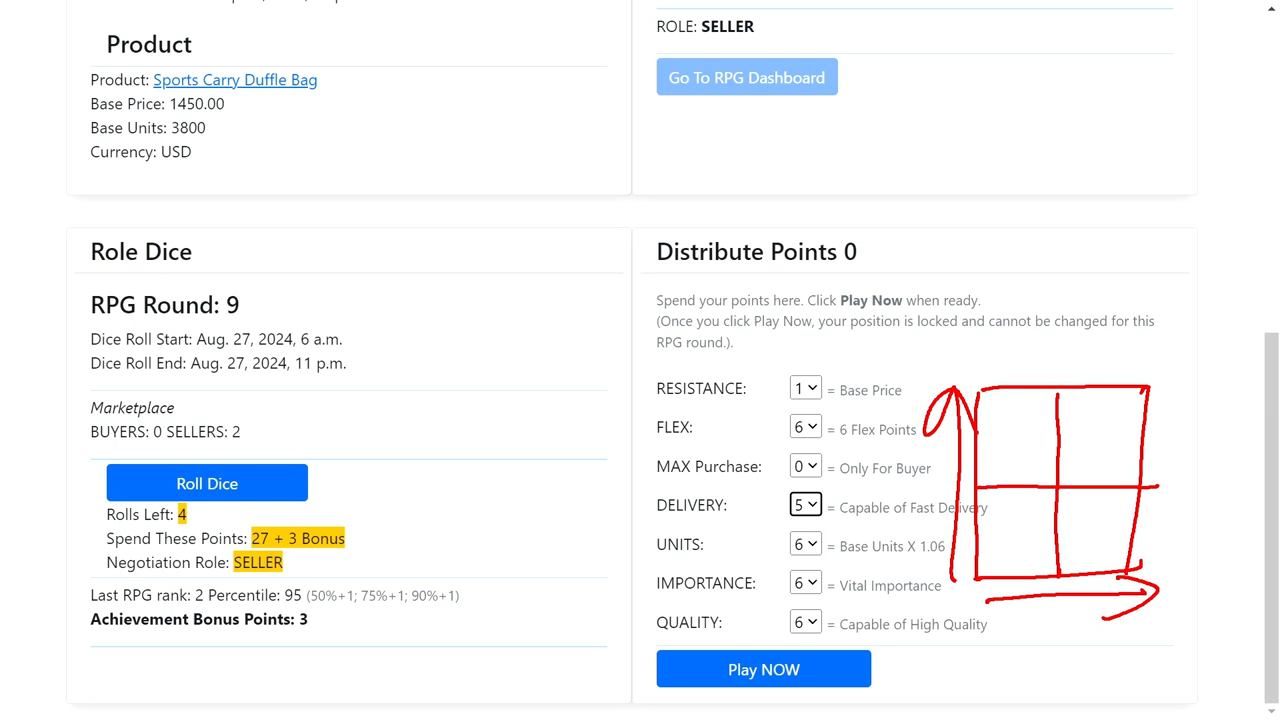 Product
Product: Sports Carry Duffle Bag
Base Price: 1450.00
Base Units: 3800
Currency: USD
ROLE: SELLER
Go To RPG Dashboard
Role Dice
RPG Round: 9
Dice Roll Start: Aug. 27, 2024, 6 a.m.
Dice Roll End: Aug. 27, 2024, 11 p.m.
Marketplace
BUYERS: 0 SELLERS: 2
Roll Dice
Rolls Left: 4
Spend These Points: 27 + 3 Bonus
Negotiation Role: SELLER
Last RPG rank: 2 Percentile: 95 (50%+1; 75%+1; 90%+1)
Achievement Bonus Points: 3
Distribute Points 0
Spend your points here. Click Play Now when ready.
(Once you click Play Now, your position is locked and cannot be changed for this
RPG round.).
RESISTANCE: 1 = Base Price
FLEX: 6 = 6 Flex Points
MAX Purchase: 0 = Only For Buyer
DELIVERY: 5 = Capable of Fast Delivery
UNITS: 6 = Base Units X 1.06
IMPORTANCE: 6 = Vital Importance
QUALITY: 6 = Capable of High Quality
Play NOW